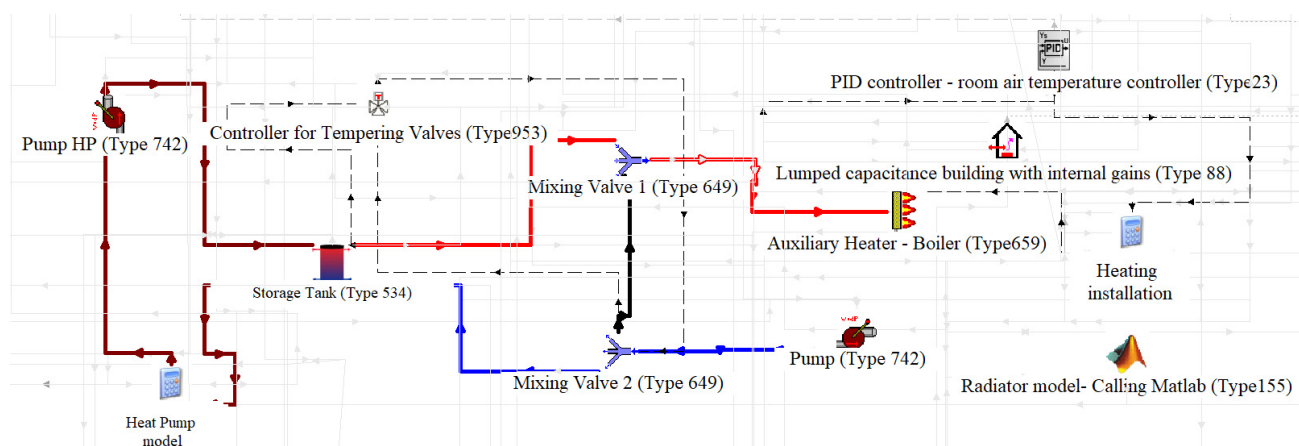 PID
PID controller - room air temperature controller (Type23)
Pump HP (Type 742)
Controller for Tempering Valves (Type953)
Mixing Valve 1 (Type 649)
Lumped capacitance building with internal gains (Type 88)
Auxiliary Heater - Boiler (Type659)
Heating
installation
Storage Tank (Type 534)
Pump (Type 742)
Mixing Valve 2 (Type 649)
Radiator model- Calling Matlab (Type155)
Heat Pump
model